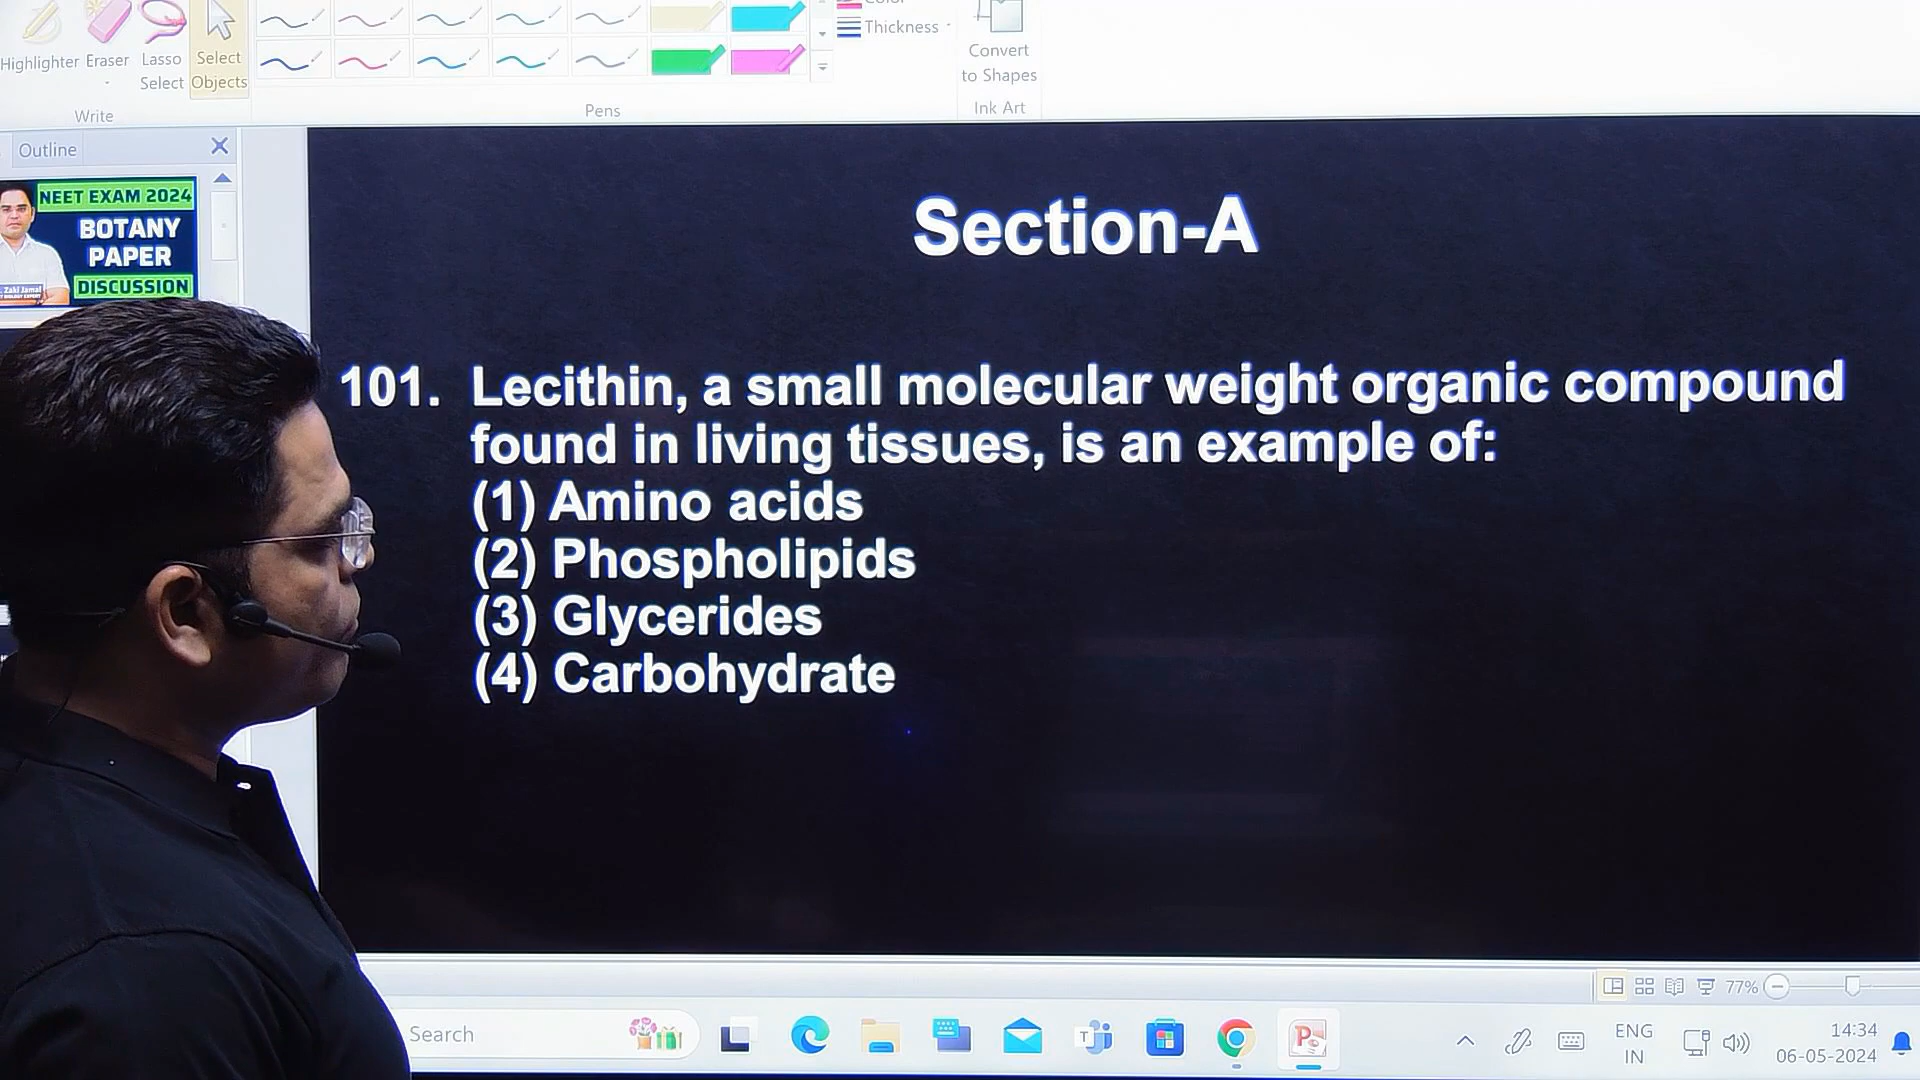 Highlighter
Eraser
Lasso
Select
Select
Objects
Write
Pens
Thickness
Convert
to Shapes
Ink Art
Outline
NEET EXAM 2024
BOTANY
PAPER
DISCUSSION
Zaki Jamal
Section-A
101. Lecithin, a small molecular weight organic compound
found in living tissues, is an example of:
(1) Amino acids
(2) Phospholipids
(3) Glycerides
(4) Carbohydrate
77%
Search
ENG
IN
14:34
06-05-2024